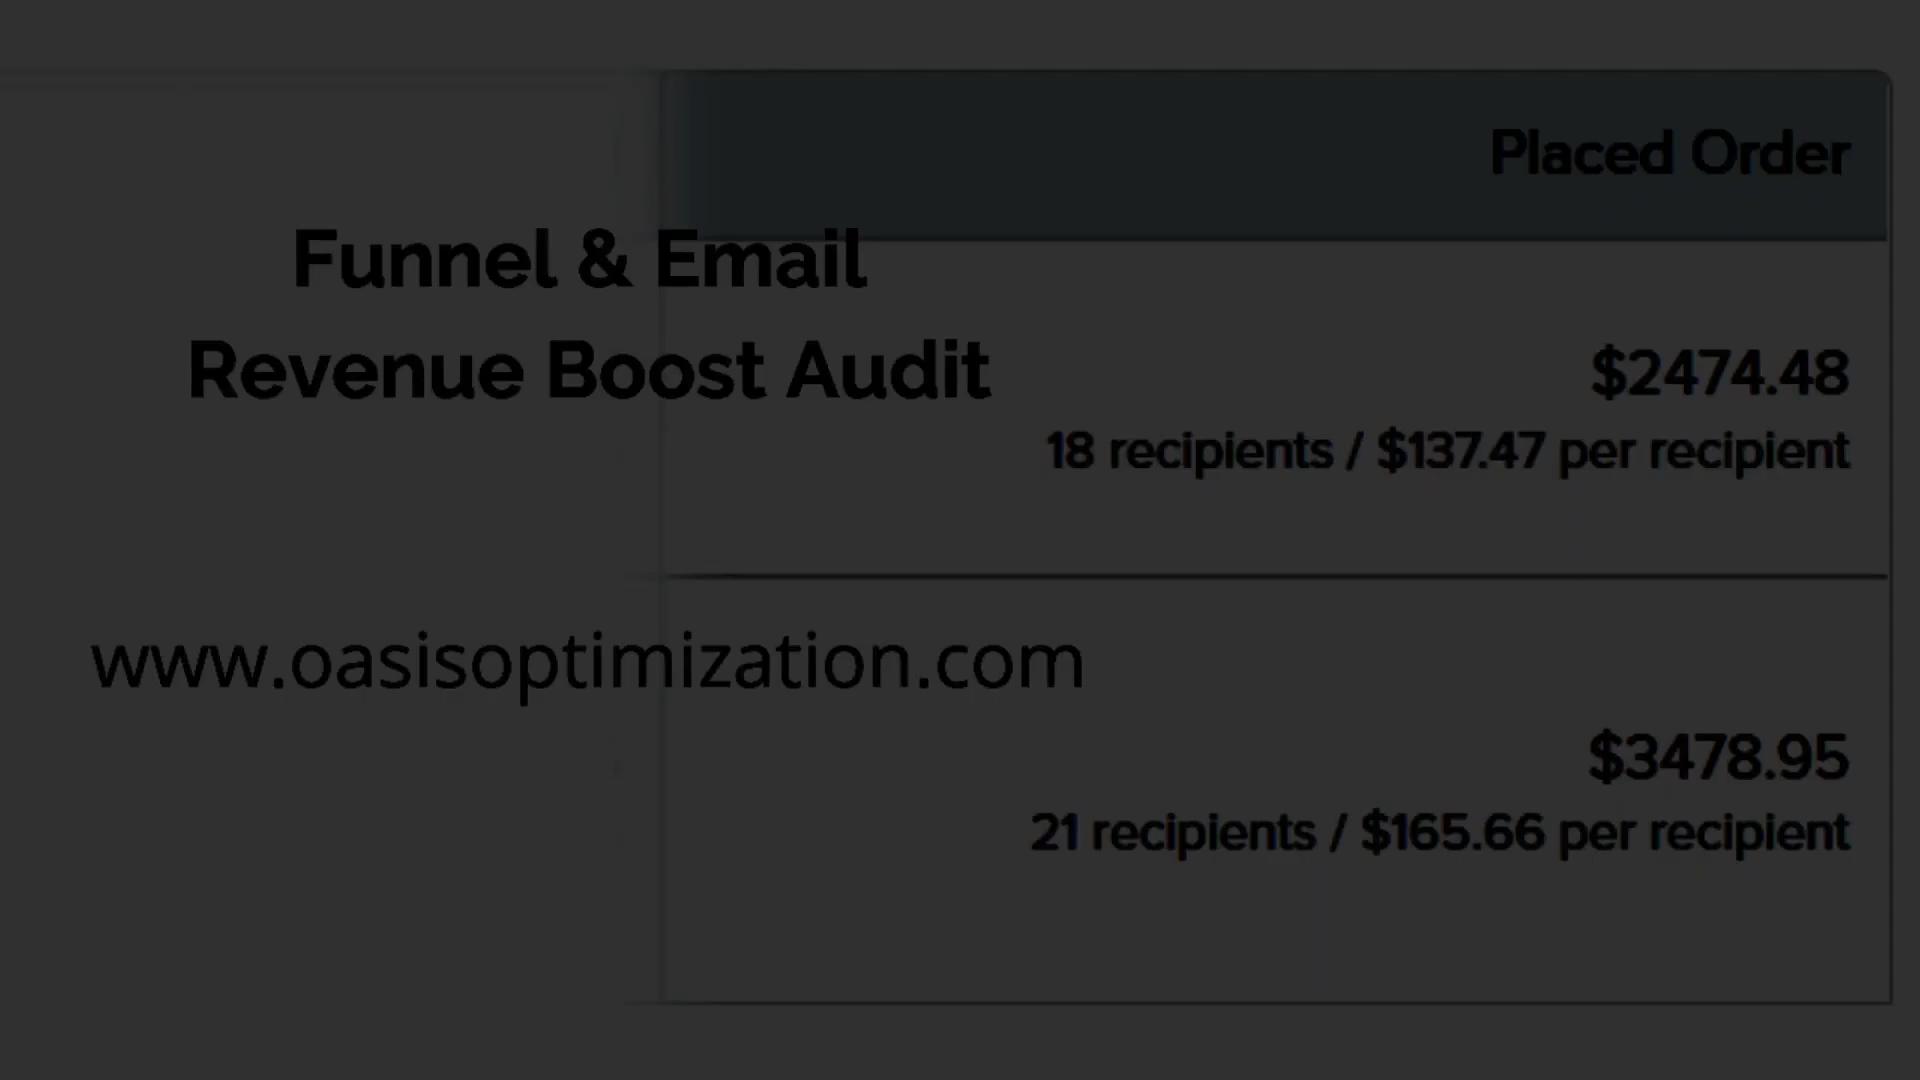 Placed Order
Funnel & Email
Revenue Boost Audit
$2474.48
18 recipients / $137.47 per recipient
www.oasisoptimization.com
$3478.95
21 recipients / $165.66 per recipient